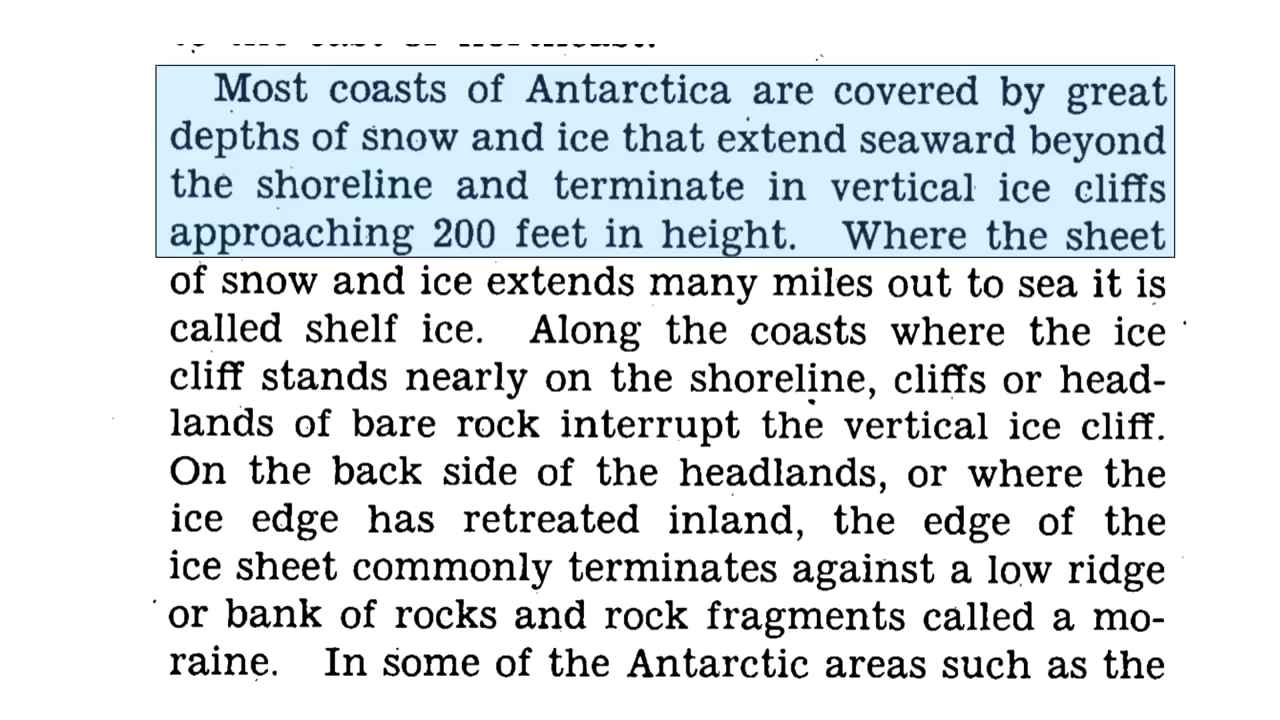 Most coasts of Antarctica are covered by great
depths of snow and ice that extend seaward beyond
the shoreline and terminate in vertical ice cliffs
approaching 200 feet in height. Where the sheet
of snow and ice extends many miles out to sea it is
called shelf ice. Along the coasts where the ice
cliff stands nearly on the shoreline, cliffs or head-
lands of bare rock interrupt the vertical ice cliff.
On the back side of the headlands, or where the
ice edge has retreated inland, the edge of the
ice sheet commonly terminates against a low ridge
or bank of rocks and rock fragments called a mo-
raine. In some of the Antarctic areas such as the